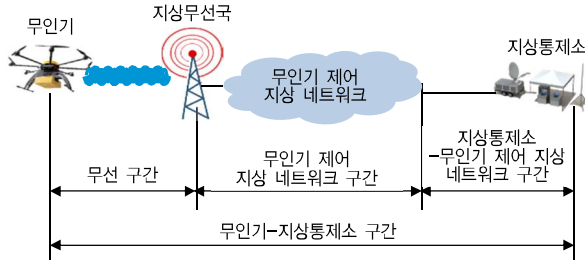 무인기
지상무선국
지상통제소
무인기 제어
지상 네트워크
무선 구간
무인기 제어
지상 네트워크 구간
지상통제소
-무인기 제어 지상
네트워크 구간
무인기-지상통제소 구간